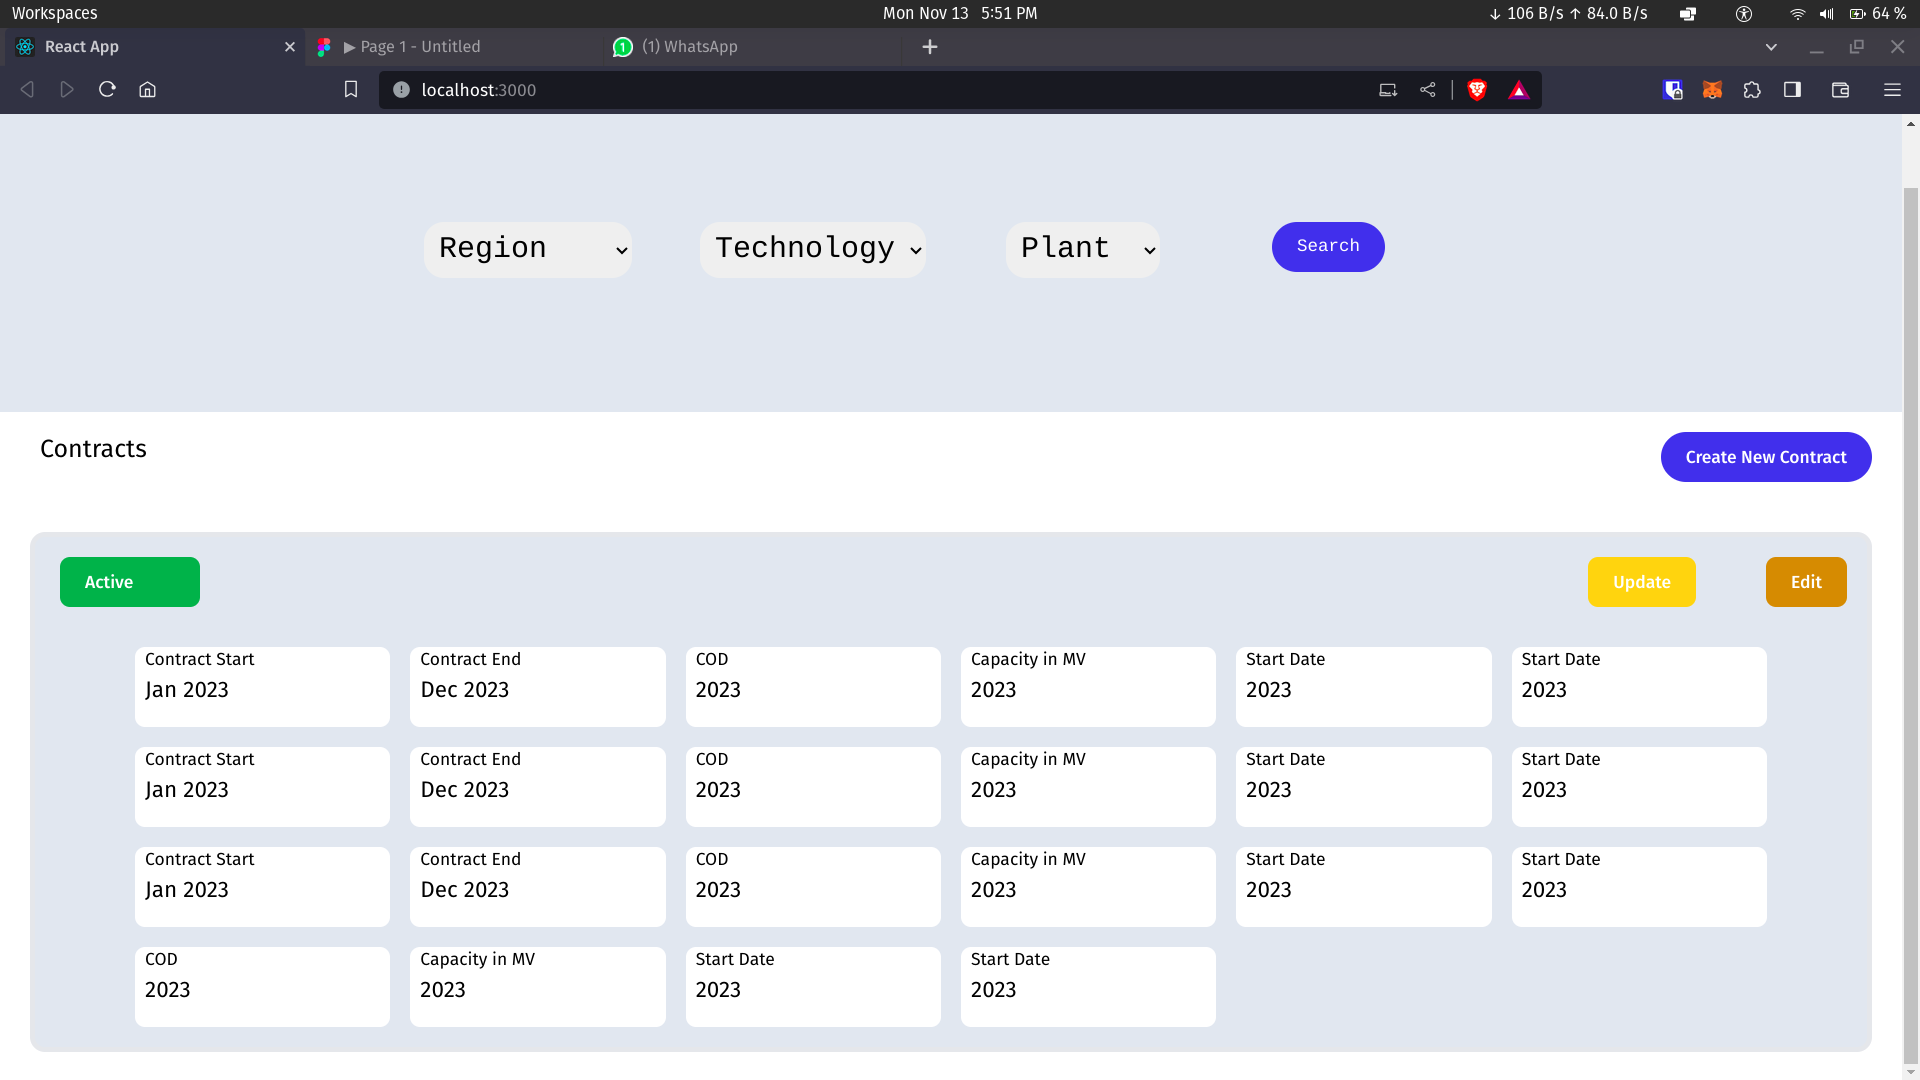 Workspaces Mon Nov 13 5:51 PM ↓ 106 B/s ↑ 84.0 B/s 64 %
React App ▶ Page 1 - Untitled 1 (1) WhatsApp
localhost:3000
Region Technology Plant Search
Contracts Create New Contract
Active Update Edit
Contract Start Contract End COD Capacity in MV Start Date Start Date
Jan 2023 Dec 2023 2023 2023 2023 2023
Contract Start Contract End COD Capacity in MV Start Date Start Date
Jan 2023 Dec 2023 2023 2023 2023 2023
Contract Start Contract End COD Capacity in MV Start Date Start Date
Jan 2023 Dec 2023 2023 2023 2023 2023
COD Capacity in MV Start Date Start Date
2023 2023 2023 2023